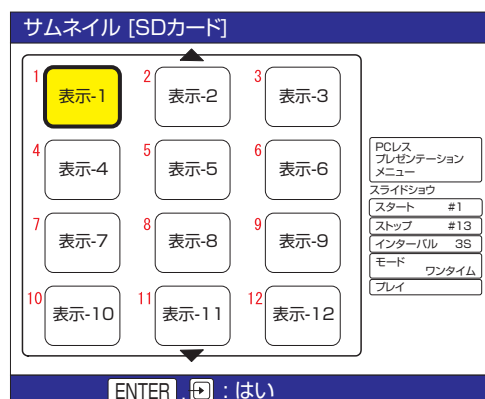 サムネイル [SDカード]
1 2 3
表示-1 表示-2 表示-3
4 5 6
表示-4 表示-5 表示-6
7 8 9
表示-7 表示-8 表示-9
10 11 12
表示-10 表示-11 表示-12
PCレス
プレゼンテーション
メニュー
スライドショウ
スタート #1
ストップ #13
インターバル 3S
モード
ワンタイム
プレイ
ENTER , : はい